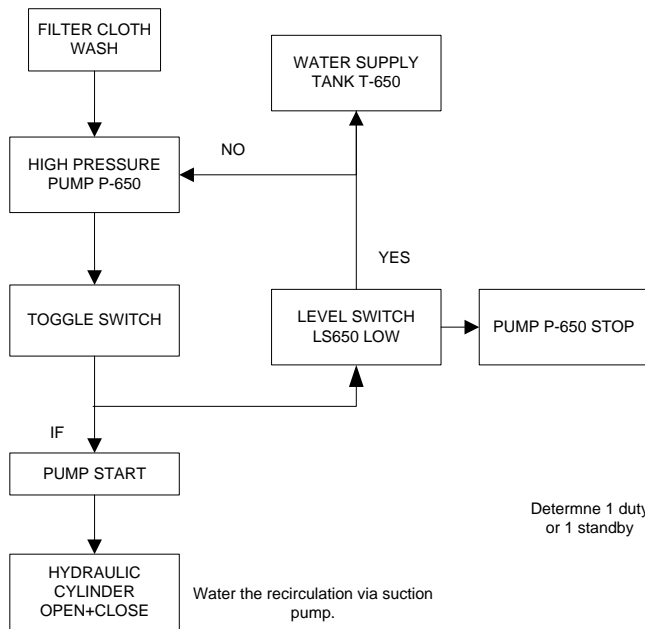 FILTER CLOTH
WASH
WATER SUPPLY
TANK T-650
NO
HIGH PRESSURE
PUMP P-650
YES
TOGGLE SWITCH
LEVEL SWITCH
LS650 LOW
PUMP P-650 STOP
IF
PUMP START
Determne 1 duty
or 1 standby
HYDRAULIC
CYLINDER
OPEN+CLOSE
Water the recirculation via suction
pump.